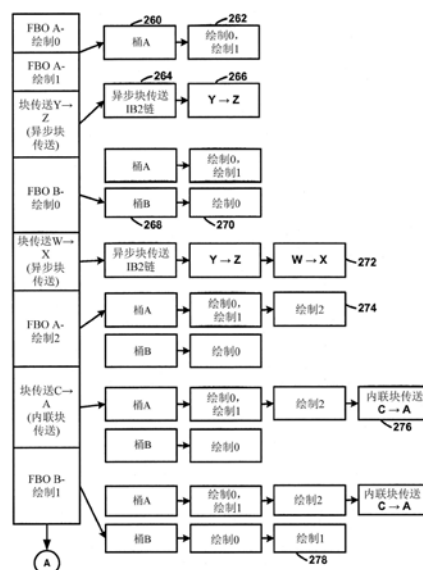 FBO A-
绘制0
FBO A-
绘制1
260
262
桶A
绘制0,
绘制1
块传送Y→
Z
(异步块
传送)
264
266
异步块传送
IB2链
Y→Z
FBO B-
绘制0
桶A
绘制0,
绘制1
桶B
绘制0
268
270
块传送W→
X
(异步块
传送)
异步块传送
IB2链
Y→Z
W→X
272
FBO A-
绘制2
桶A
绘制0,
绘制1
绘制2
274
桶B
绘制0
块传送C→
A
(内联块
传送)
桶A
绘制0,
绘制1
绘制2
内联块传送
C→A
276
桶B
绘制0
FBO B-
绘制1
桶A
绘制0,
绘制1
绘制2
内联块传送
C→A
桶B
绘制0
绘制1
278
A